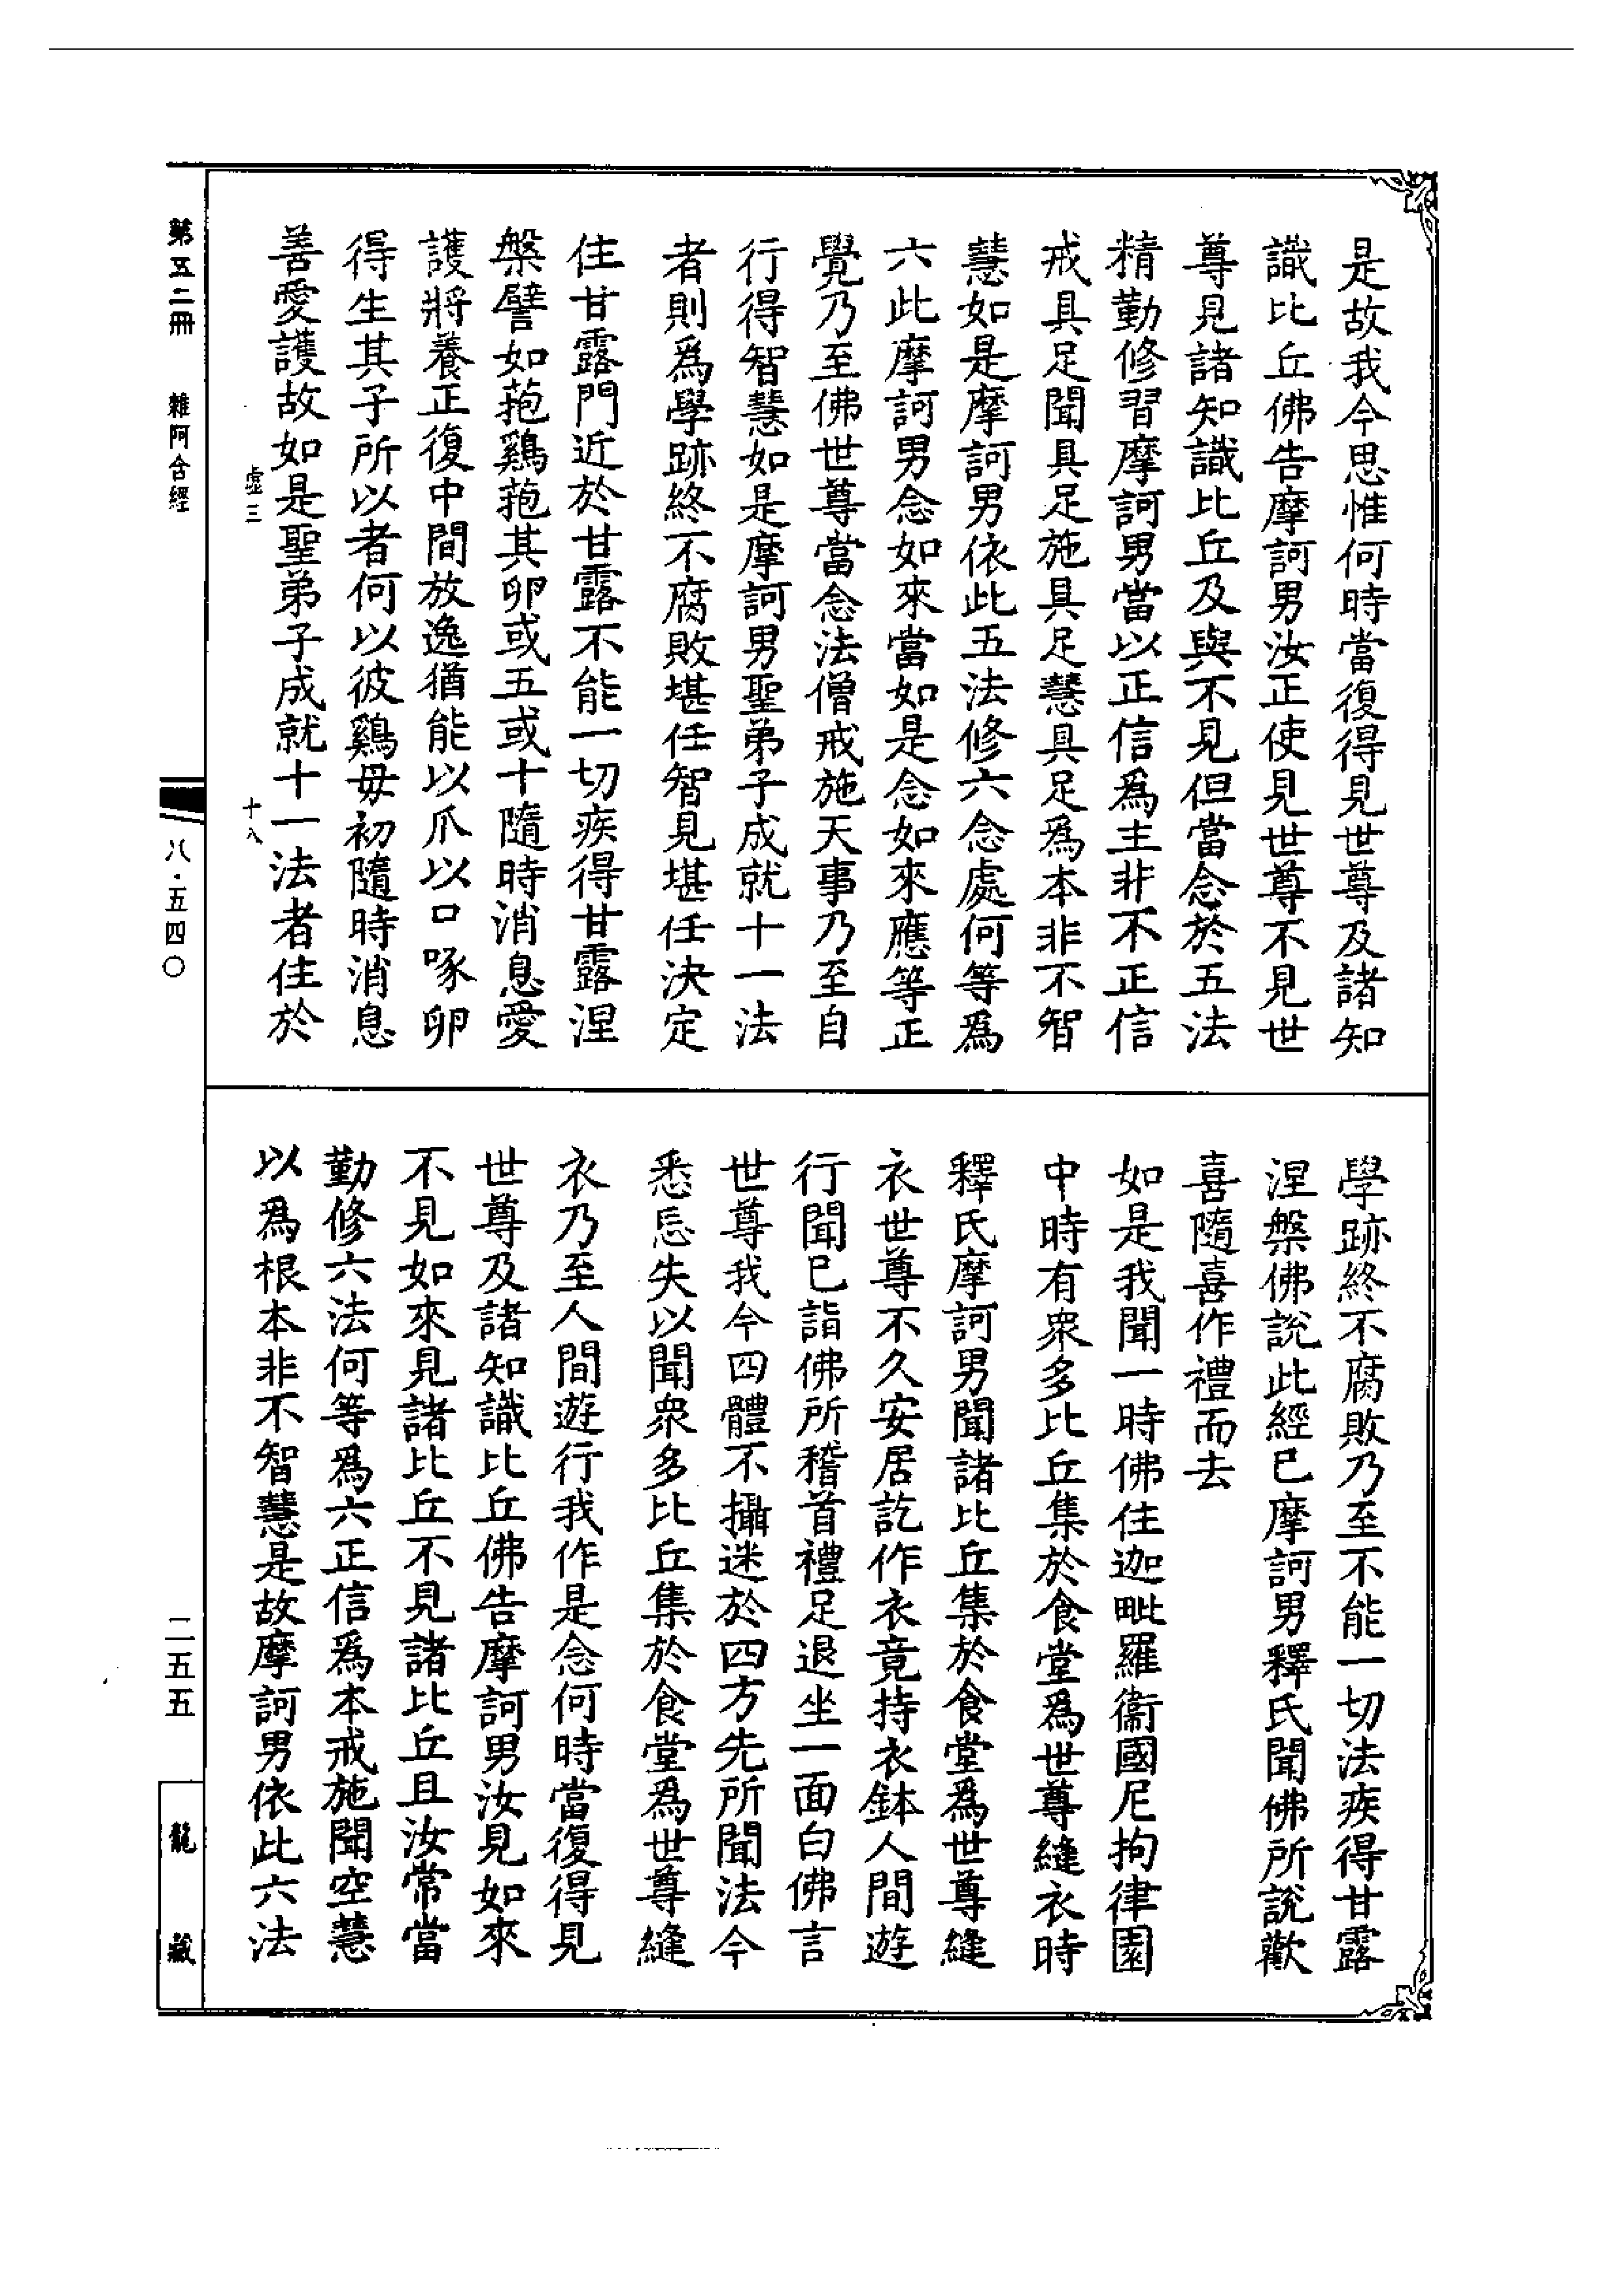 是故我今思惟何時當復得見世尊及諸知
識比丘佛告摩訶男汝正使見世尊不見世
尊見諸知識比丘及與不見但當念於五法
精勤修習摩訶男當以正信爲主非不正信
戒具足聞具足施具足慧具足爲本非不智
慧如是摩訶男依此五法修六念處何等爲
六此摩訶男念如來當如是念如來應等正
覺乃至佛世尊當念法僧戒施天事乃至自
行得智慧如是摩訶男聖弟子成就十一法
者則爲學跡終不腐敗堪任智見堪任決定
住甘露門近於甘露不能一切疾得甘露涅
槃譬如菢鷄菢其卵或五或十隨時消息愛
護將養正復中間放逸猶能以爪以口啄卵
得生其子所以者何以彼鷄母初隨時消息
善愛護故如是聖弟子成就十一法者住於
虛三
十八
學跡終不腐敗乃至不能一切法疾得甘露
涅槃佛說此經已摩訶男釋氏聞佛所說歡
喜隨喜作禮而去
如是我聞一時佛住迦毗羅衞國尼拘律園
中時有衆多比丘集於食堂爲世尊縫衣時
釋氏摩訶男聞諸比丘集於食堂爲世尊縫
衣世尊不久安居訖作衣竟持衣鉢人間遊
行聞已詣佛所稽首禮足退坐一面白佛言
世尊我今四體不攝迷於四方先所聞法今
悉忘失以聞衆多比丘集於食堂爲世尊縫
衣乃至人間遊行我作是念何時當復得見
世尊及諸知識比丘佛告摩訶男汝見如來
不見如來見諸比丘不見諸比丘且汝常當
勤修六法何等爲六正信爲本戒施聞空慧
以爲根本非不智慧是故摩訶男依此六法
第五二冊
雜阿含經
八·五四〇
二五五
龍藏